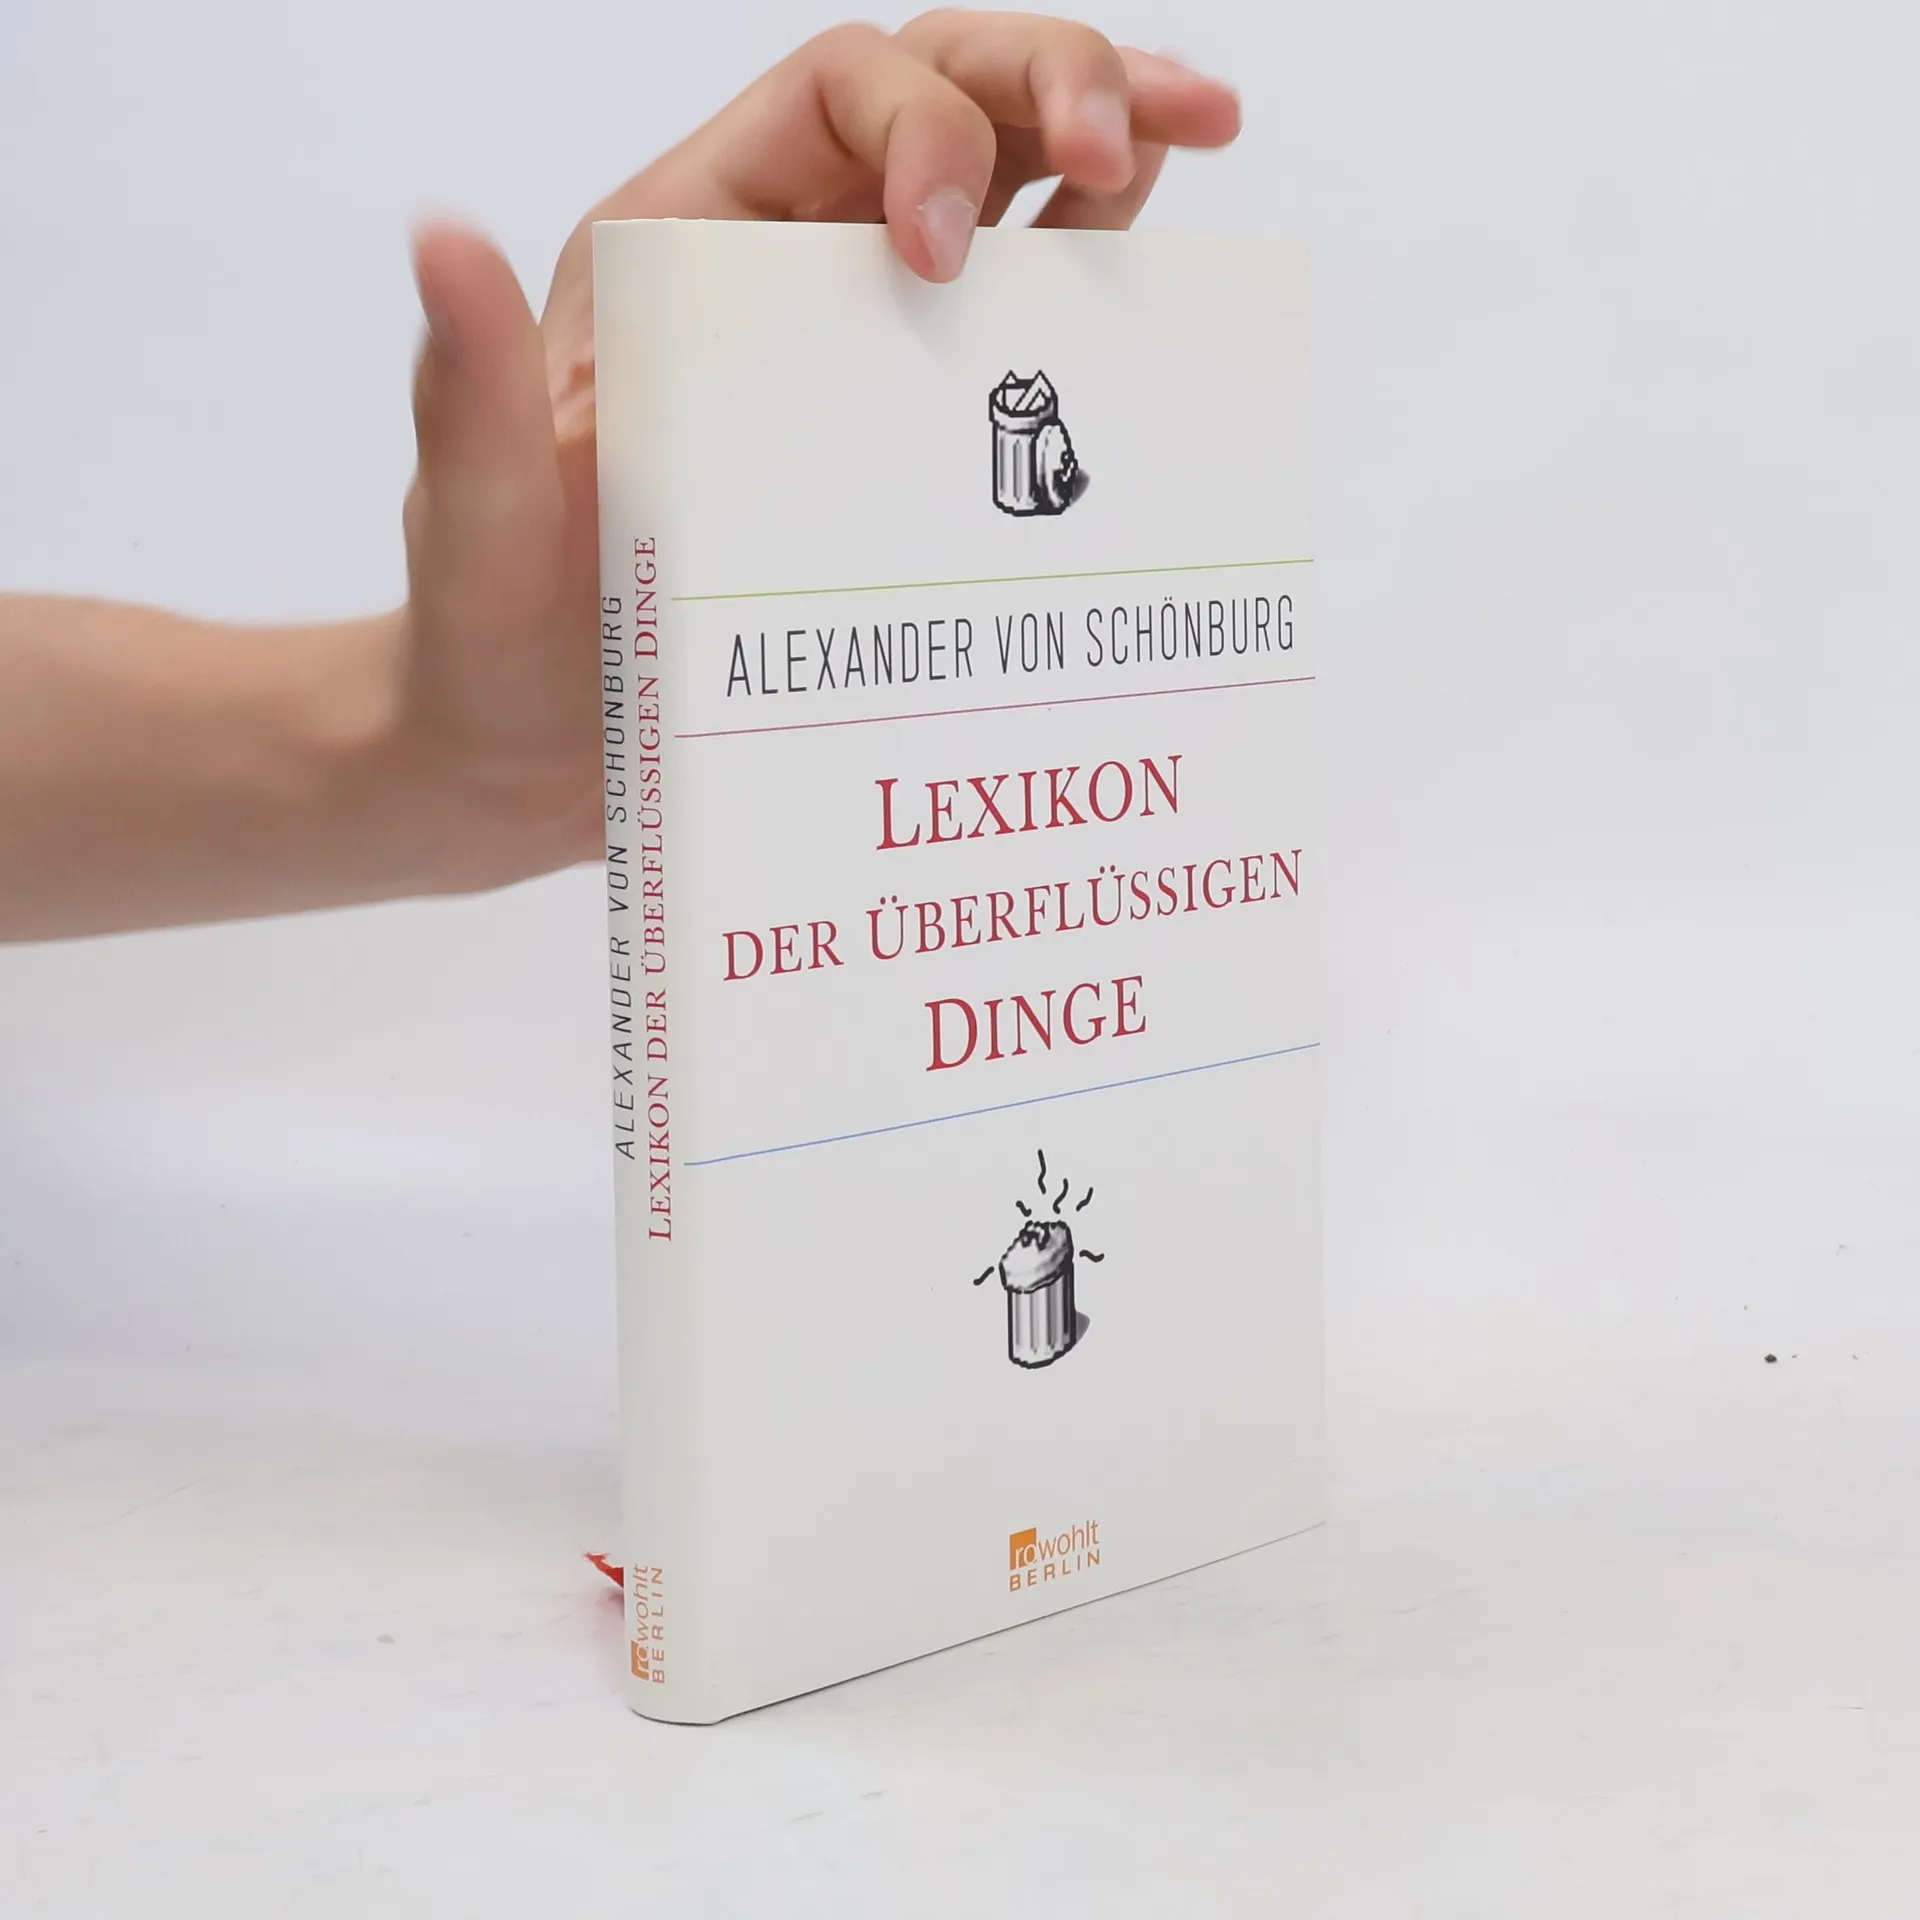 ALEXANDER VON SCHÖNBURG
LEXIKON
DER ÜBERFLÜSSIGEN
DINGE
rowohlt
BERLIN
ALEXANDER VON SCHÖNBURG
LEXIKON DER ÜBERFLÜSSIGEN DINGE
rowohlt
BERLIN